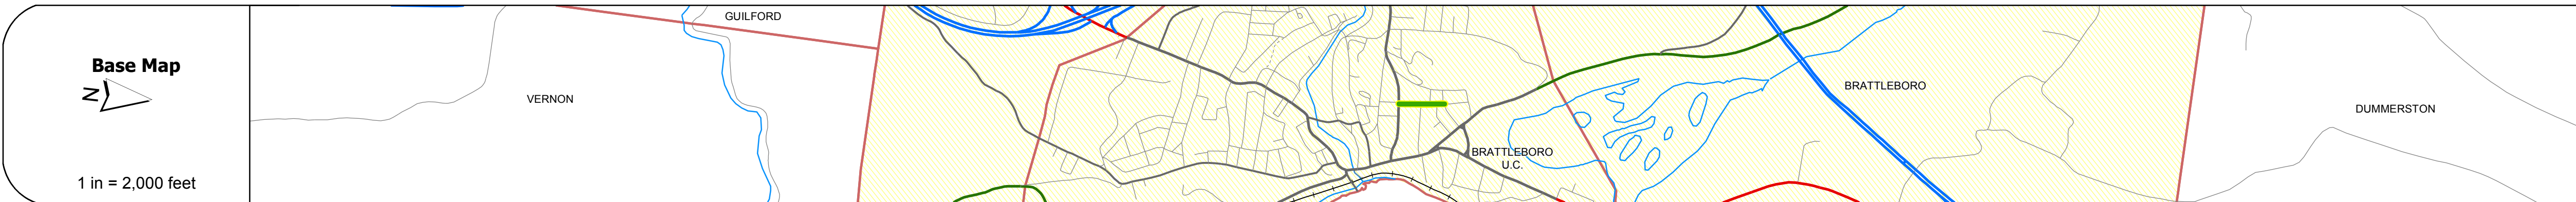 Base Map
N
1 in = 2,000 feet
VERNON
GUILFORD
BRATTLEBORO
U.C.
BRATTLEBORO
DUMMERSTON